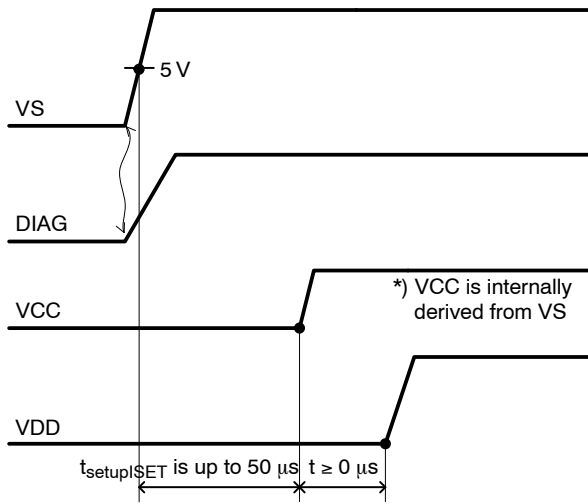 5 V
VS
DIAG
*) VCC is internally
derived from VS
VCC
VDD
tsetupISET is up to 50 μs
t ≥ 0 μs